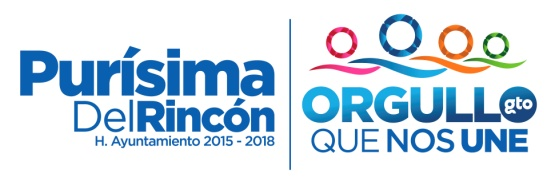 Purísima
DelRincón
H. Ayuntamiento 2015 - 2018
ORGULLO
gto
QUE NOS UNE